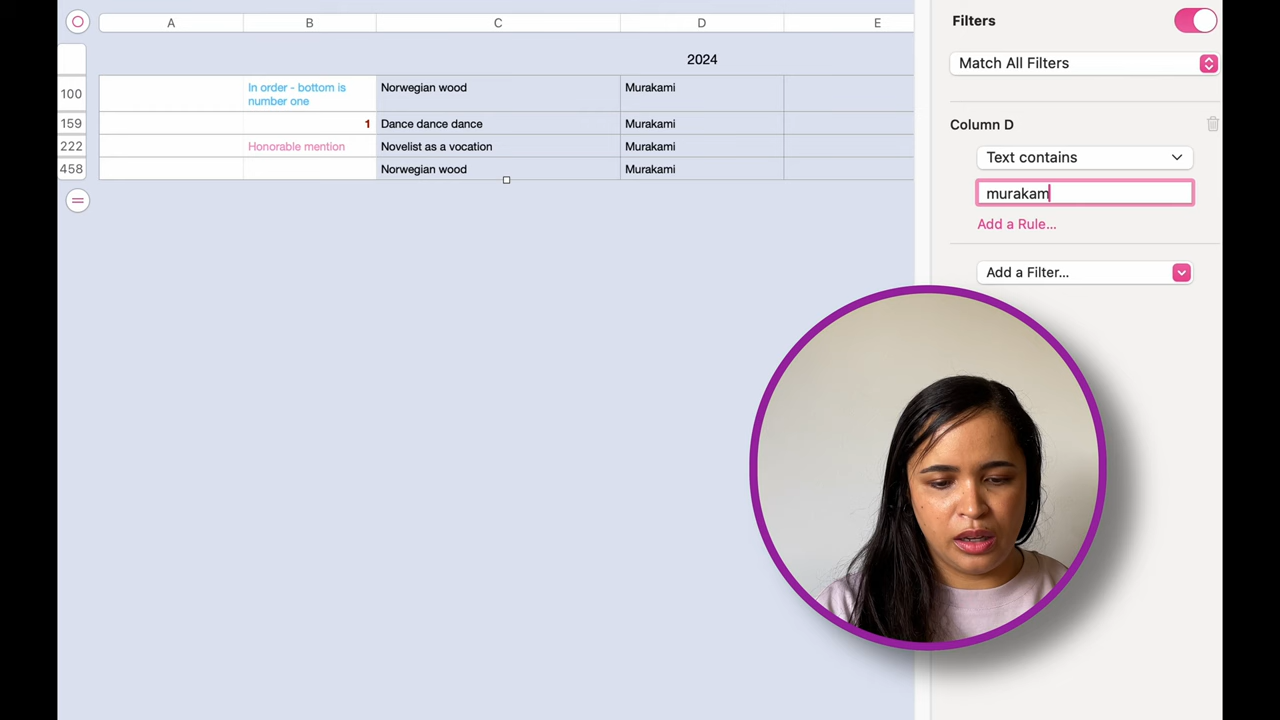 A B C D E
2024
100 In order - bottom is number one Norwegian wood Murakami
159 1 Dance dance dance Murakami
222 Honorable mention Novelist as a vocation Murakami
458 Norwegian wood Murakami
Filters
Match All Filters
Column D
Text contains
murakam
Add a Rule...
Add a Filter...